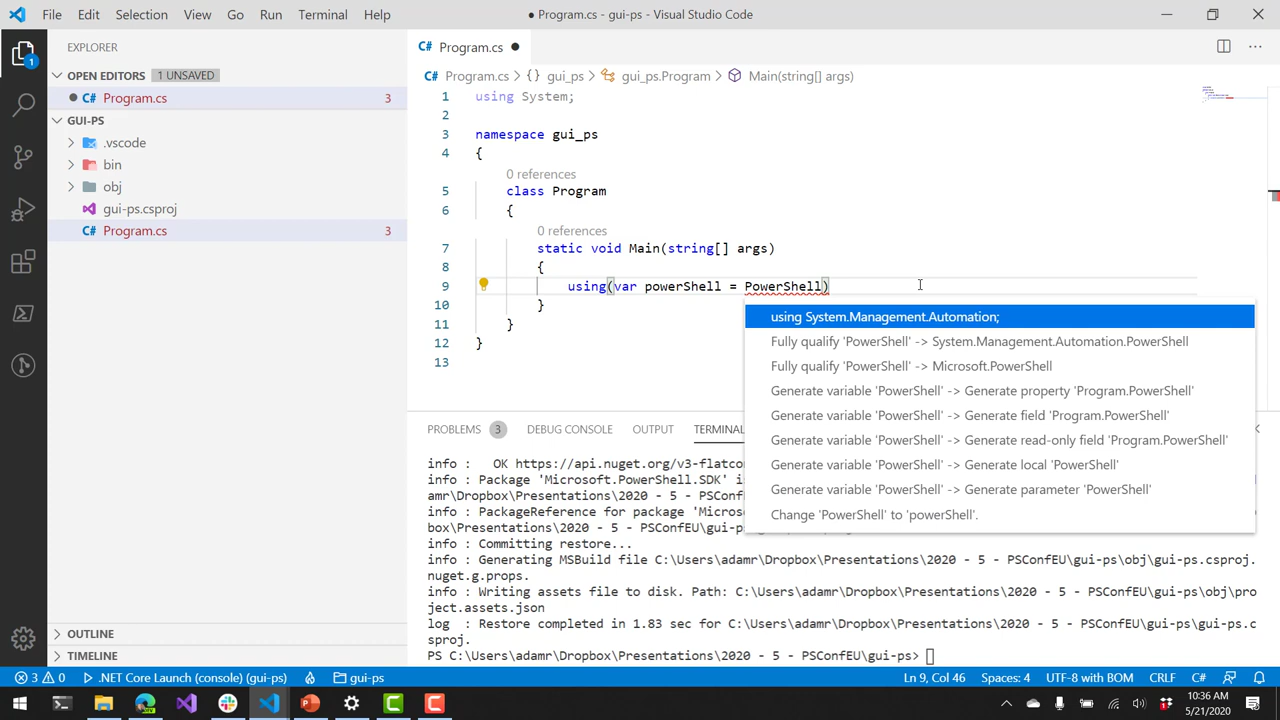 File Edit Selection View Go Run Terminal Help
● Program.cs - gui-ps - Visual Studio Code
EXPLORER
OPEN EDITORS 1 UNSAVED
C# Program.cs 3
GUI-PS
.vscode
bin
obj
gui-ps.csproj
C# Program.cs 3
OUTLINE
TIMELINE
C# Program.cs
C# Program.cs > {} gui_ps > gui_ps.Program > Main(string[] args)
1 using System;
2
3 namespace gui_ps
4 {
0 references
5 class Program
6 {
0 references
7 static void Main(string[] args)
8 {
9 using(var powerShell = PowerShell)
10 }
11 }
12 }
13
using System.Management.Automation;
Fully qualify 'PowerShell' -> System.Management.Automation.PowerShell
Fully qualify 'PowerShell' -> Microsoft.PowerShell
Generate variable 'PowerShell' -> Generate property 'Program.PowerShell'
Generate variable 'PowerShell' -> Generate field 'Program.PowerShell'
Generate variable 'PowerShell' -> Generate read-only field 'Program.PowerShell'
Generate variable 'PowerShell' -> Generate local 'PowerShell'
Generate variable 'PowerShell' -> Generate parameter 'PowerShell'
Change 'PowerShell' to 'powerShell'.
PROBLEMS 3 DEBUG CONSOLE OUTPUT TERMINAL
info : OK https://api.nuget.org/v3-flatcon
info : Package 'Microsoft.PowerShell.SDK' i
amr\Dropbox\Presentations\2020 - 5 - PSConf
info : PackageReference for package 'Micros
box\Presentations\2020 - 5 - PSConfEU\gui-p
info : Committing restore...
info : Generating MSBuild file C:\Users\adamr\Dropbox\Presentations\2020 - 5 - PSConfEU\gui-ps\obj\gui-ps.csproj.
nuget.g.props.
info : Writing assets file to disk. Path: C:\Users\adamr\Dropbox\Presentations\2020 - 5 - PSConfEU\gui-ps\obj\pro
ject.assets.json
log : Restore completed in 1.83 sec for C:\Users\adamr\Dropbox\Presentations\2020 - 5 - PSConfEU\gui-ps\gui-ps.c
sproj.
PS C:\Users\adamr\Dropbox\Presentations\2020 - 5 - PSConfEU\gui-ps>
3 0 .NET Core Launch (console) (gui-ps) gui-ps Ln 9, Col 46 Spaces: 4 UTF-8 with BOM CRLF C#
10:36 AM
5/21/2020